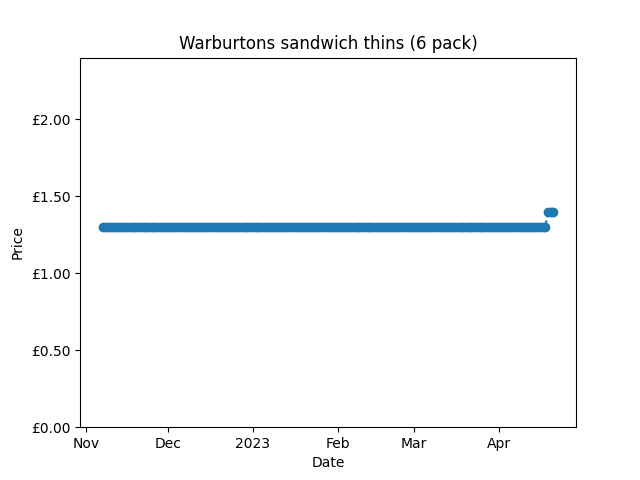 Warburtons sandwich thins (6 pack)
£2.00
£1.50
£1.00
£0.50
£0.00
Price
Nov Dec 2023 Feb Mar Apr
Date